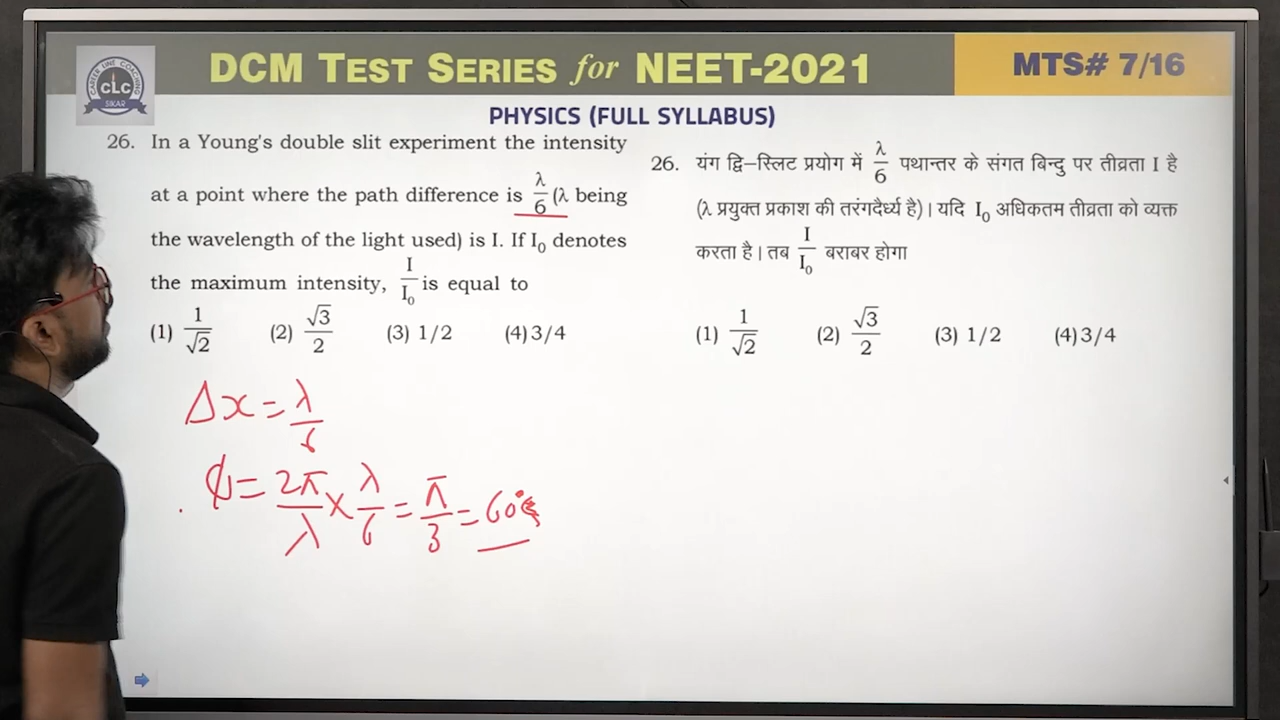 DCM TEST SERIES for NEET-2021
MTS# 7/16
CAREER LINE COACHING
CLC
SIKAR
PHYSICS (FULL SYLLABUS)
26. In a Young's double slit experiment the intensity
at a point where the path difference is λ/6 (λ being
the wavelength of the light used) is I. If I₀ denotes
the maximum intensity, I/I₀ is equal to
(1) 1/√2 (2) √3/2 (3) 1/2 (4) 3/4
26. यंग द्वि–स्लिट प्रयोग में λ/6 पथान्तर के संगत बिन्दु पर तीव्रता I है
(λ प्रयुक्त प्रकाश की तरंगदैर्ध्य है)। यदि I₀ अधिकतम तीव्रता को व्यक्त
करता है। तब I/I₀ बराबर होगा
(1) 1/√2 (2) √3/2 (3) 1/2 (4) 3/4
Δx = λ/6
ϕ = 2π/λ × λ/6 = π/3 = 60°